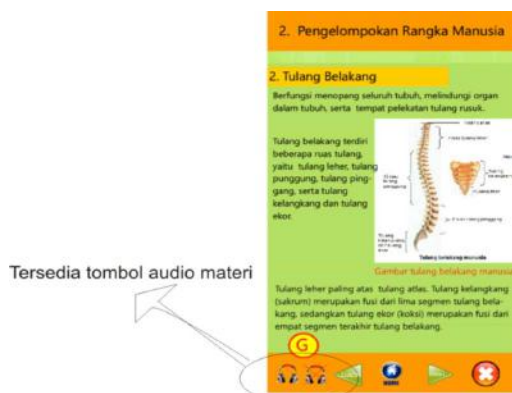 2. Pengelompokan Rangka Manusia
2. Tulang Belakang
Berfungsi menopang seluruh tubuh, melindungi organ
dalam tubuh, serta tempat pelekatan tulang rusuk.
Tulang belakang terdiri
beberapa ruas tulang,
yaitu tulang leher, tulang
punggung, tulang ping-
gang, serta tulang
kelangkang dan tulang
ekor.
Tulang belakang manusia
Gambar tulang belakang manusia
Tersedia tombol audio materi
Tulang leher paling atas tulang atlas. Tulang kelangkang
(sakrum) merupakan fusi dari lima segmen tulang bela-
kang, sedangkan tulang ekor (koksi) merupakan fusi dari
empat segmen terakhir tulang belakang.
G